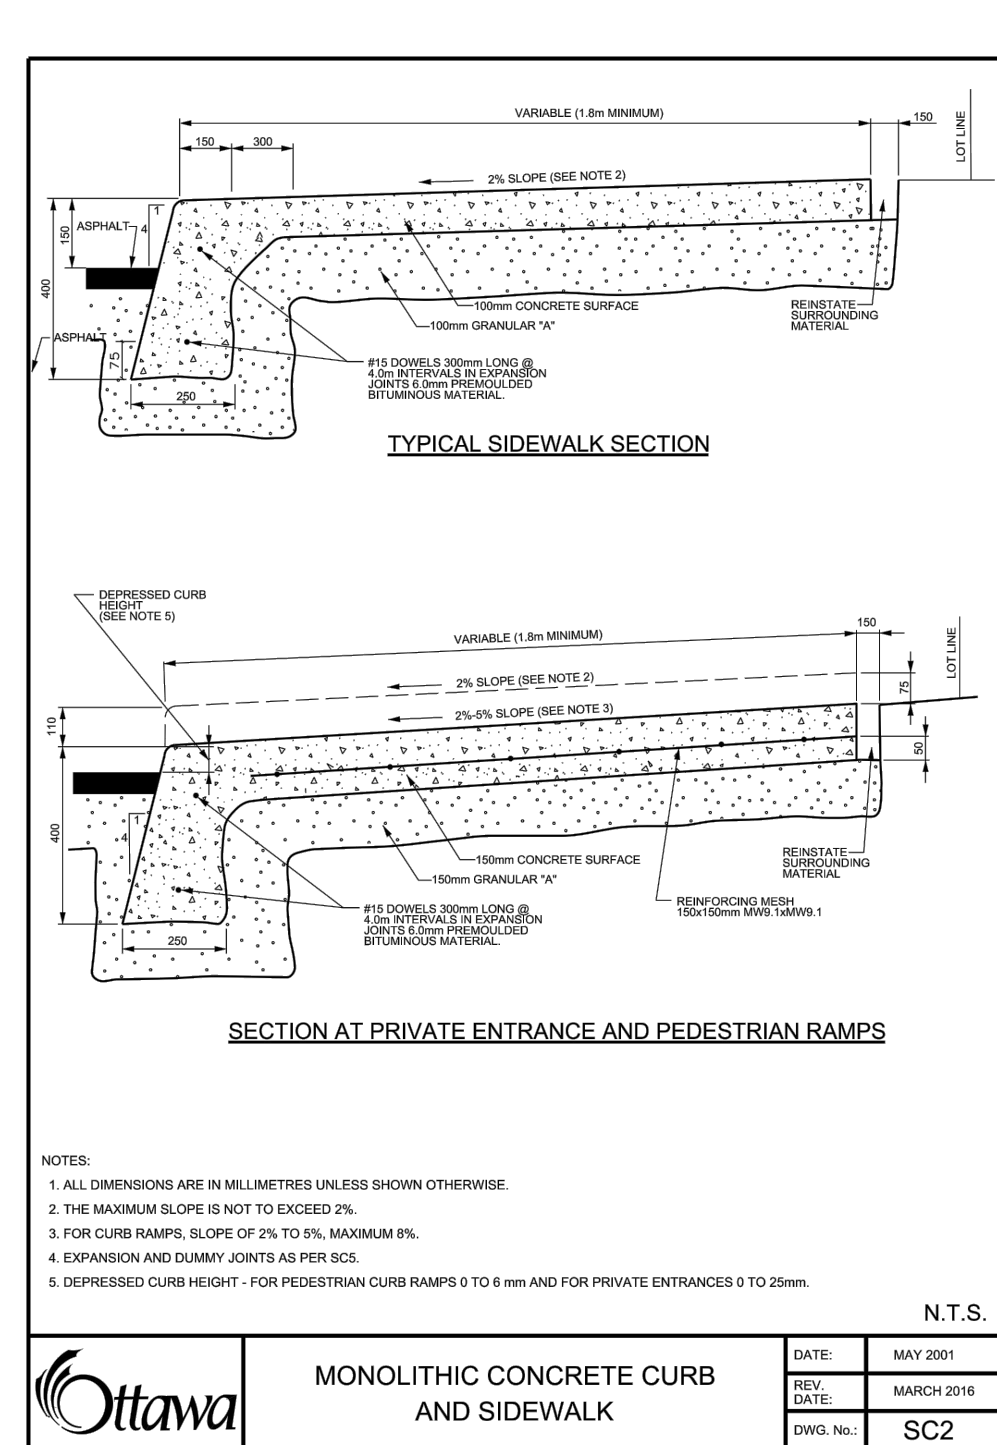 VARIABLE (1.8m MINIMUM)
150
LOT LINE
150
300
2% SLOPE (SEE NOTE 2)
1
4
ASPHALT
150
400
100mm CONCRETE SURFACE
REINSTATE
SURROUNDING
MATERIAL
100mm GRANULAR "A"
ASPHALT
75
#15 DOWELS 300mm LONG @
4.0m INTERVALS IN EXPANSION
JOINTS 6.0mm PREMOULDED
BITUMINOUS MATERIAL.
250
TYPICAL SIDEWALK SECTION
DEPRESSED CURB
HEIGHT
(SEE NOTE 5)
150
VARIABLE (1.8m MINIMUM)
LOT LINE
2% SLOPE (SEE NOTE 2)
75
2%-5% SLOPE (SEE NOTE 3)
110
50
1
4
400
150mm CONCRETE SURFACE
REINSTATE
SURROUNDING
MATERIAL
150mm GRANULAR "A"
REINFORCING MESH
150x150mm MW9.1xMW9.1
#15 DOWELS 300mm LONG @
4.0m INTERVALS IN EXPANSION
JOINTS 6.0mm PREMOULDED
BITUMINOUS MATERIAL.
250
SECTION AT PRIVATE ENTRANCE AND PEDESTRIAN RAMPS
NOTES:
1. ALL DIMENSIONS ARE IN MILLIMETRES UNLESS SHOWN OTHERWISE.
2. THE MAXIMUM SLOPE IS NOT TO EXCEED 2%.
3. FOR CURB RAMPS, SLOPE OF 2% TO 5%, MAXIMUM 8%.
4. EXPANSION AND DUMMY JOINTS AS PER SC5.
5. DEPRESSED CURB HEIGHT - FOR PEDESTRIAN CURB RAMPS 0 TO 6 mm AND FOR PRIVATE ENTRANCES 0 TO 25mm.
N.T.S.
Ottawa
MONOLITHIC CONCRETE CURB
AND SIDEWALK
DATE:
MAY 2001
REV.
DATE:
MARCH 2016
DWG. No.:
SC2